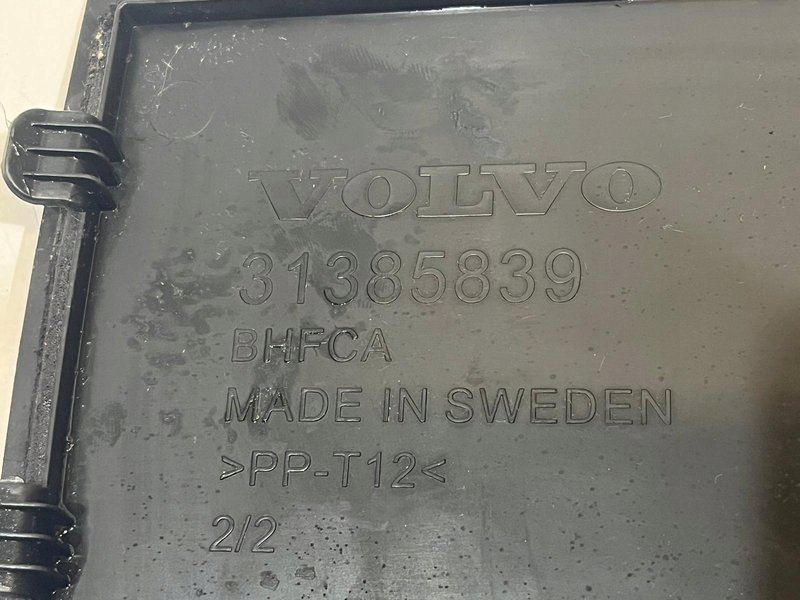 VOLVO
31385839
BHFCA
MADE IN SWEDEN
>PP-T12<
2/2